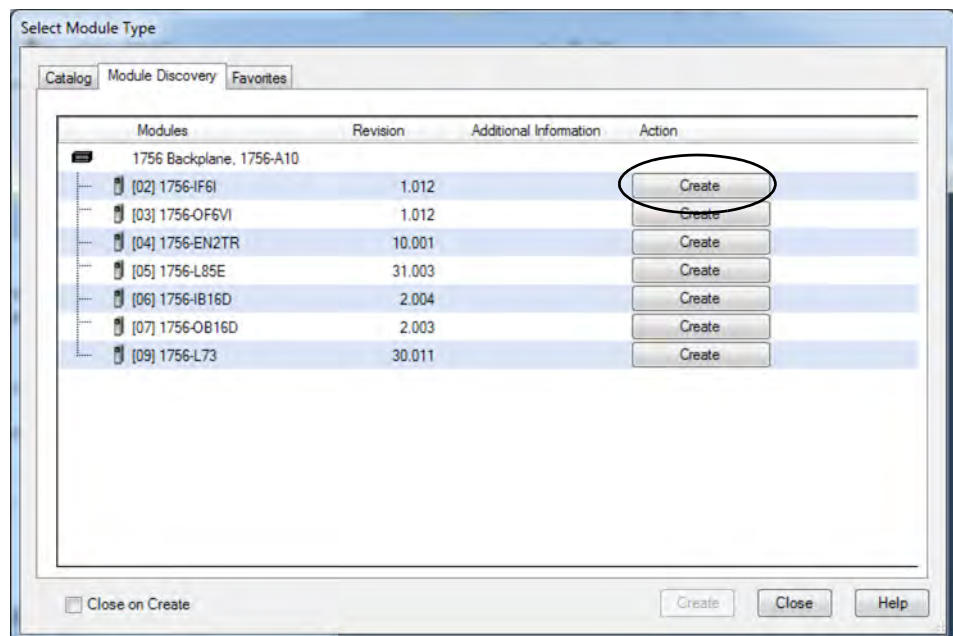 Select Module Type
Catalog Module Discovery Favorites
Modules Revision Additional Information Action
1756 Backplane, 1756-A10
[02] 1756-IF6I 1.012 Create
[03] 1756-OF6VI 1.012 Create
[04] 1756-EN2TR 10.001 Create
[05] 1756-L85E 31.003 Create
[06] 1756-IB16D 2.004 Create
[07] 1756-OB16D 2.003 Create
[09] 1756-L73 30.011 Create
Close on Create Create Close Help